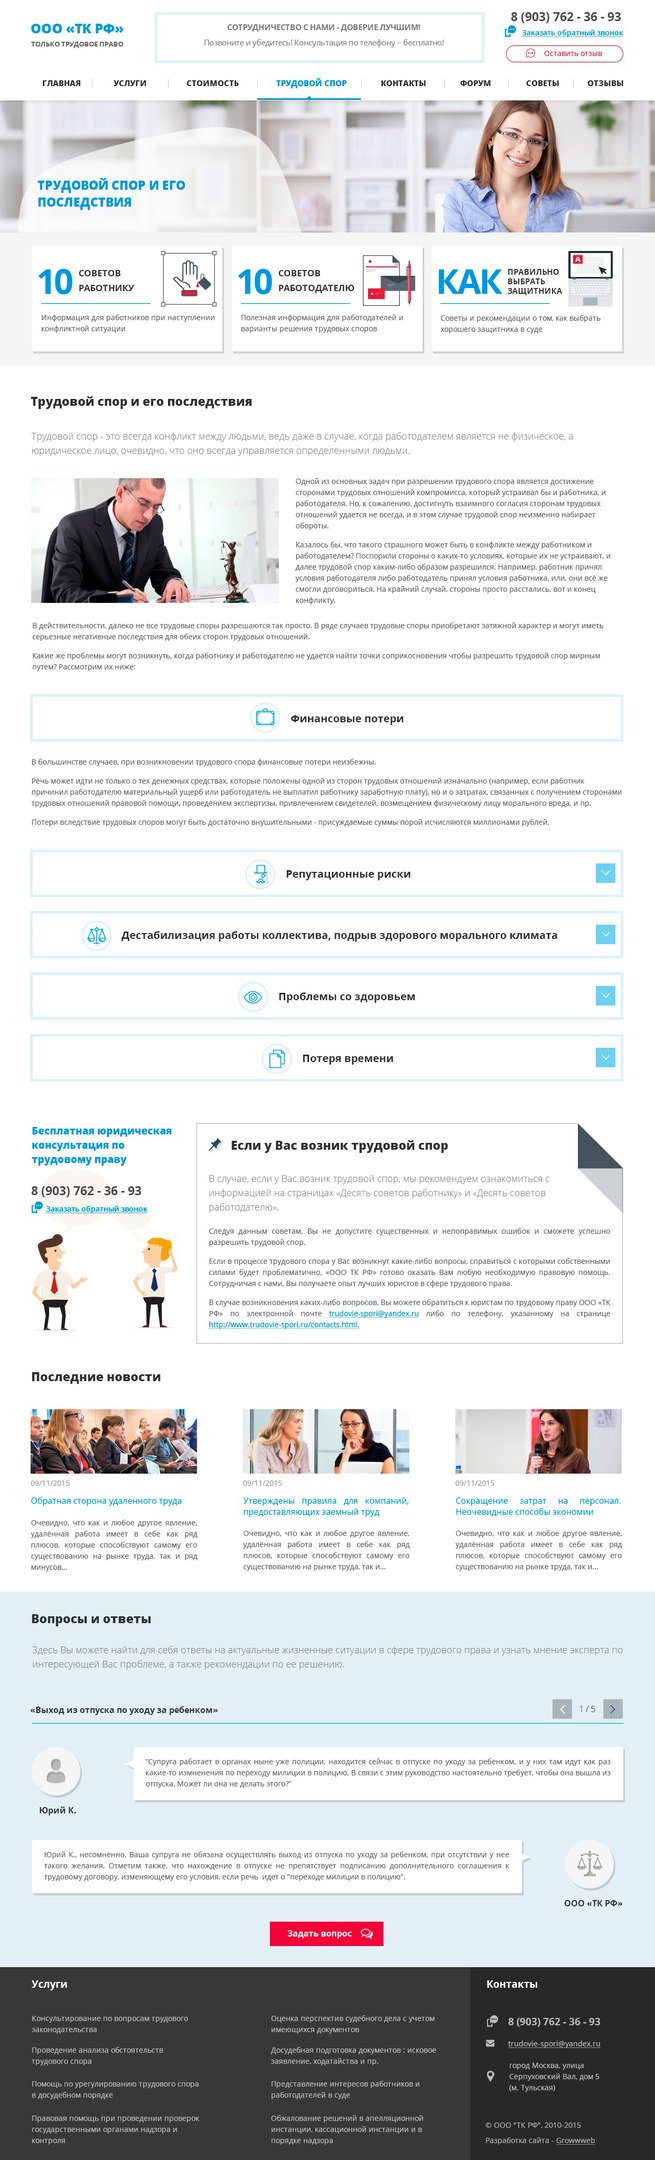 ООО «ТК РФ»
ТОЛЬКО ТРУДОВОЕ ПРАВО
СОТРУДНИЧЕСТВО С НАМИ - ДОВЕРИЕ ЛУЧШИМ!
Позвоните и убедитесь! Консультация по телефону – бесплатно!
8 (903) 762 - 36 - 93
Заказать обратный звонок
Оставить отзыв
ГЛАВНАЯ УСЛУГИ СТОИМОСТЬ ТРУДОВОЙ СПОР КОНТАКТЫ ФОРУМ СОВЕТЫ ОТЗЫВЫ
ТРУДОВОЙ СПОР И ЕГО
ПОСЛЕДСТВИЯ
10 СОВЕТОВ
РАБОТНИКУ
Информация для работников при наступлении
конфликтной ситуации
10 СОВЕТОВ
РАБОТОДАТЕЛЮ
Полезная информация для работодателей и
варианты решения трудовых споров
КАК ПРАВИЛЬНО
ВЫБРАТЬ
ЗАЩИТНИКА
A
Советы и рекомендации о том, как выбрать
хорошего защитника в суде
Трудовой спор и его последствия
Трудовой спор - это всегда конфликт между людьми, ведь даже в случае, когда работодателем является не физическое, а
юридическое лицо, очевидно, что оно всегда управляется определенными людьми.
Одной из основных задач при разрешении трудового спора является достижение
сторонами трудовых отношений компромисса, который устраивал бы и работника, и
работодателя. Но, к сожалению, достигнуть взаимного согласия сторонам трудовых
отношений удается не всегда, и в этом случае трудовой спор неизменно набирает
обороты.
Казалось бы, что такого страшного может быть в конфликте между работником и
работодателем? Поспорили стороны о каких-то условиях, которые их не устраивают, и
далее трудовой спор каким-либо образом разрешился. Например, работник принял
условия работодателя либо работодатель принял условия работника, или, они всё же
смогли договориться. На крайний случай, стороны просто расстались, вот и конец
конфликту.
В действительности, далеко не все трудовые споры разрешаются так просто. В ряде случаев трудовые споры приобретают затяжной характер и могут иметь
серьезные негативные последствия для обеих сторон трудовых отношений.
Какие же проблемы могут возникнуть, когда работнику и работодателю не удается найти точки соприкосновения чтобы разрешить трудовой спор мирным
путем? Рассмотрим их ниже:
Финансовые потери
В большинстве случаев, при возникновении трудового спора финансовые потери неизбежны.
Речь может идти не только о тех денежных средствах, которые положены одной из сторон трудовых отношений изначально (например, если работник
причинил работодателю материальный ущерб или работодатель не выплатил работнику заработную плату), но и о затратах, связанных с получением сторонами
трудовых отношений правовой помощи, проведением экспертизы, привлечением свидетелей, возмещением физическому лицу морального вреда, и пр.
Потери вследствие трудовых споров могут быть достаточно внушительными - присуждаемые суммы порой исчисляются миллионами рублей.
Репутационные риски
Дестабилизация работы коллектива, подрыв здорового морального климата
Проблемы со здоровьем
Потеря времени
Бесплатная юридическая
консультация по
трудовому праву
8 (903) 762 - 36 - 93
Заказать обратный звонок
Если у Вас возник трудовой спор
В случае, если у Вас возник трудовой спор, мы рекомендуем ознакомиться с
информацией на страницах «Десять советов работнику» и «Десять советов
работодателю».
Следуя данным советам, Вы не допустите существенных и непоправимых ошибок и сможете успешно
разрешить трудовой спор.
Если в процессе трудового спора у Вас возникнут какие-либо вопросы, справиться с которыми собственными
силами будет проблематично, «ООО ТК РФ» готово оказать Вам любую необходимую правовую помощь.
Сотрудничая с нами, Вы получаете опыт лучших юристов в сфере трудового права.
В случае возникновения каких-либо вопросов, Вы можете обратиться к юристам по трудовому праву ООО «ТК
РФ» по электронной почте trudovie-spori@yandex.ru либо по телефону, указанному на странице
http://www.trudovie-spori.ru/contacts.html.
Последние новости
09/11/2015
Обратная сторона удаленного труда
Очевидно, что как и любое другое явление,
удалённая работа имеет в себе как ряд
плюсов, которые способствуют самому его
существованию на рынке труда, так и ряд
минусов...
09/11/2015
Утверждены правила для компаний,
предоставляющих заемный труд
Очевидно, что как и любое другое явление,
удалённая работа имеет в себе как ряд
плюсов, которые способствуют самому его
существованию на рынке труда, так и...
09/11/2015
Сокращение затрат на персонал.
Неочевидные способы экономии
Очевидно, что как и любое другое явление,
удалённая работа имеет в себе как ряд
плюсов, которые способствуют самому его
существованию на рынке труда, так и...
Вопросы и ответы
Здесь Вы можете найти для себя ответы на актуальные жизненные ситуации в сфере трудового права и узнать мнение эксперта по
интересующей Вас проблеме, а также рекомендации по ее решению.
«Выход из отпуска по уходу за ребенком»
1 / 5
"Супруга работает в органах ныне уже полиции, находится сейчас в отпуске по уходу за ребенком, и у них там идут как раз
какие-то измненения по переходу милиции в полицию. В связи с этим руководство настоятельно требует, чтобы она вышла из
отпуска. Может ли она не делать этого?"
Юрий К.
Юрий К., несомненно, Ваша супруга не обязана осуществлять выход из отпуска по уходу за ребенком, при отсутствии у нее
такого желания. Отметим также, что нахождение в отпуске не препятствует подписанию дополнительного соглашения к
трудовому договору, изменяющему его условия, если речь идет о "переходе милиции в полицию".
ООО «ТК РФ»
Задать вопрос
Услуги
Консультирование по вопросам трудового
законодательства
Проведение анализа обстоятельств
трудового спора
Помощь по урегулированию трудового спора
в досудебном порядке
Правовая помощь при проведении проверок
государственными органами надзора и
контроля
Оценка перспектив судебного дела с учетом
имеющихся документов
Досудебная подготовка документов : исковое
заявление, ходатайства и пр.
Представление интересов работников и
работодателей в суде
Обжалование решений в апелляционной
инстанции, кассационной инстанции и в
порядке надзора
Контакты
8 (903) 762 - 36 - 93
trudovie-spori@yandex.ru
город Москва, улица
Серпуховский Вал, дом 5
(м. Тульская)
© ООО "ТК РФ", 2010-2015
Разработка сайта - Growwweb